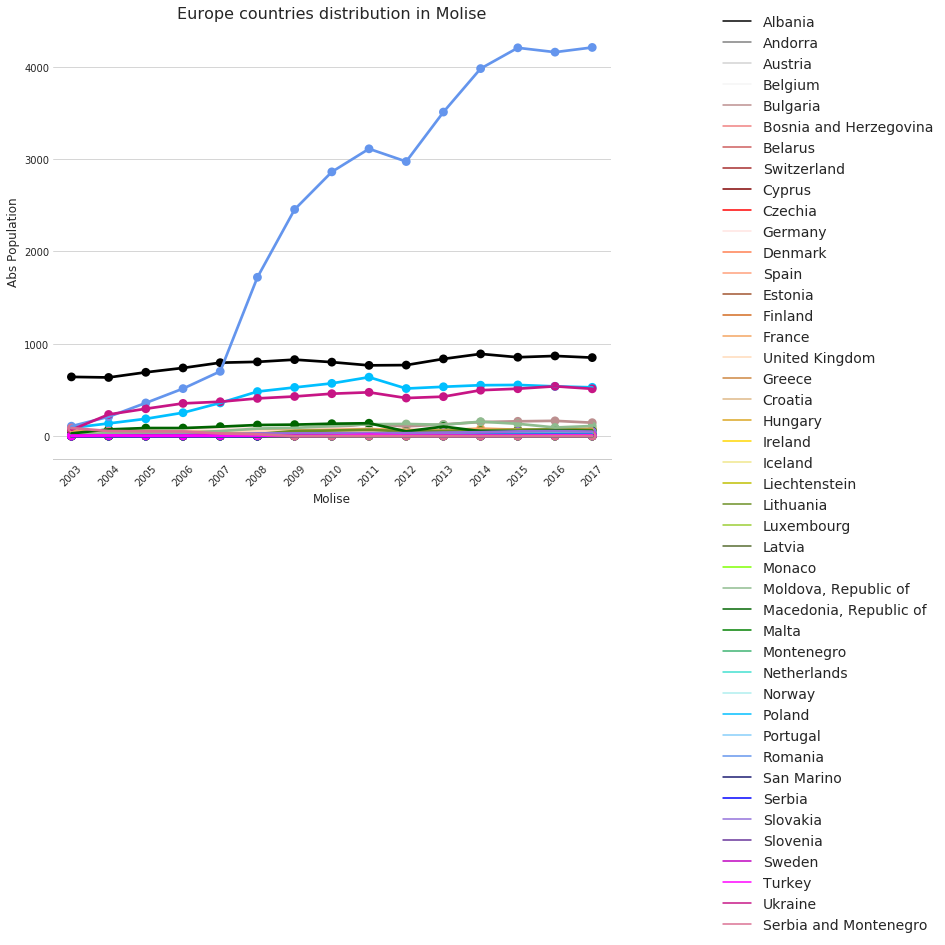 Europe countries distribution in Molise
Abs Population
4000
3000
2000
1000
0
2003
2004
2005
2006
2007
2008
2009
2010
2011
2012
2013
2014
2015
2016
2017
Molise
Albania
Andorra
Austria
Belgium
Bulgaria
Bosnia and Herzegovina
Belarus
Switzerland
Cyprus
Czechia
Germany
Denmark
Spain
Estonia
Finland
France
United Kingdom
Greece
Croatia
Hungary
Ireland
Iceland
Liechtenstein
Lithuania
Luxembourg
Latvia
Monaco
Moldova, Republic of
Macedonia, Republic of
Malta
Montenegro
Netherlands
Norway
Poland
Portugal
Romania
San Marino
Serbia
Slovakia
Slovenia
Sweden
Turkey
Ukraine
Serbia and Montenegro